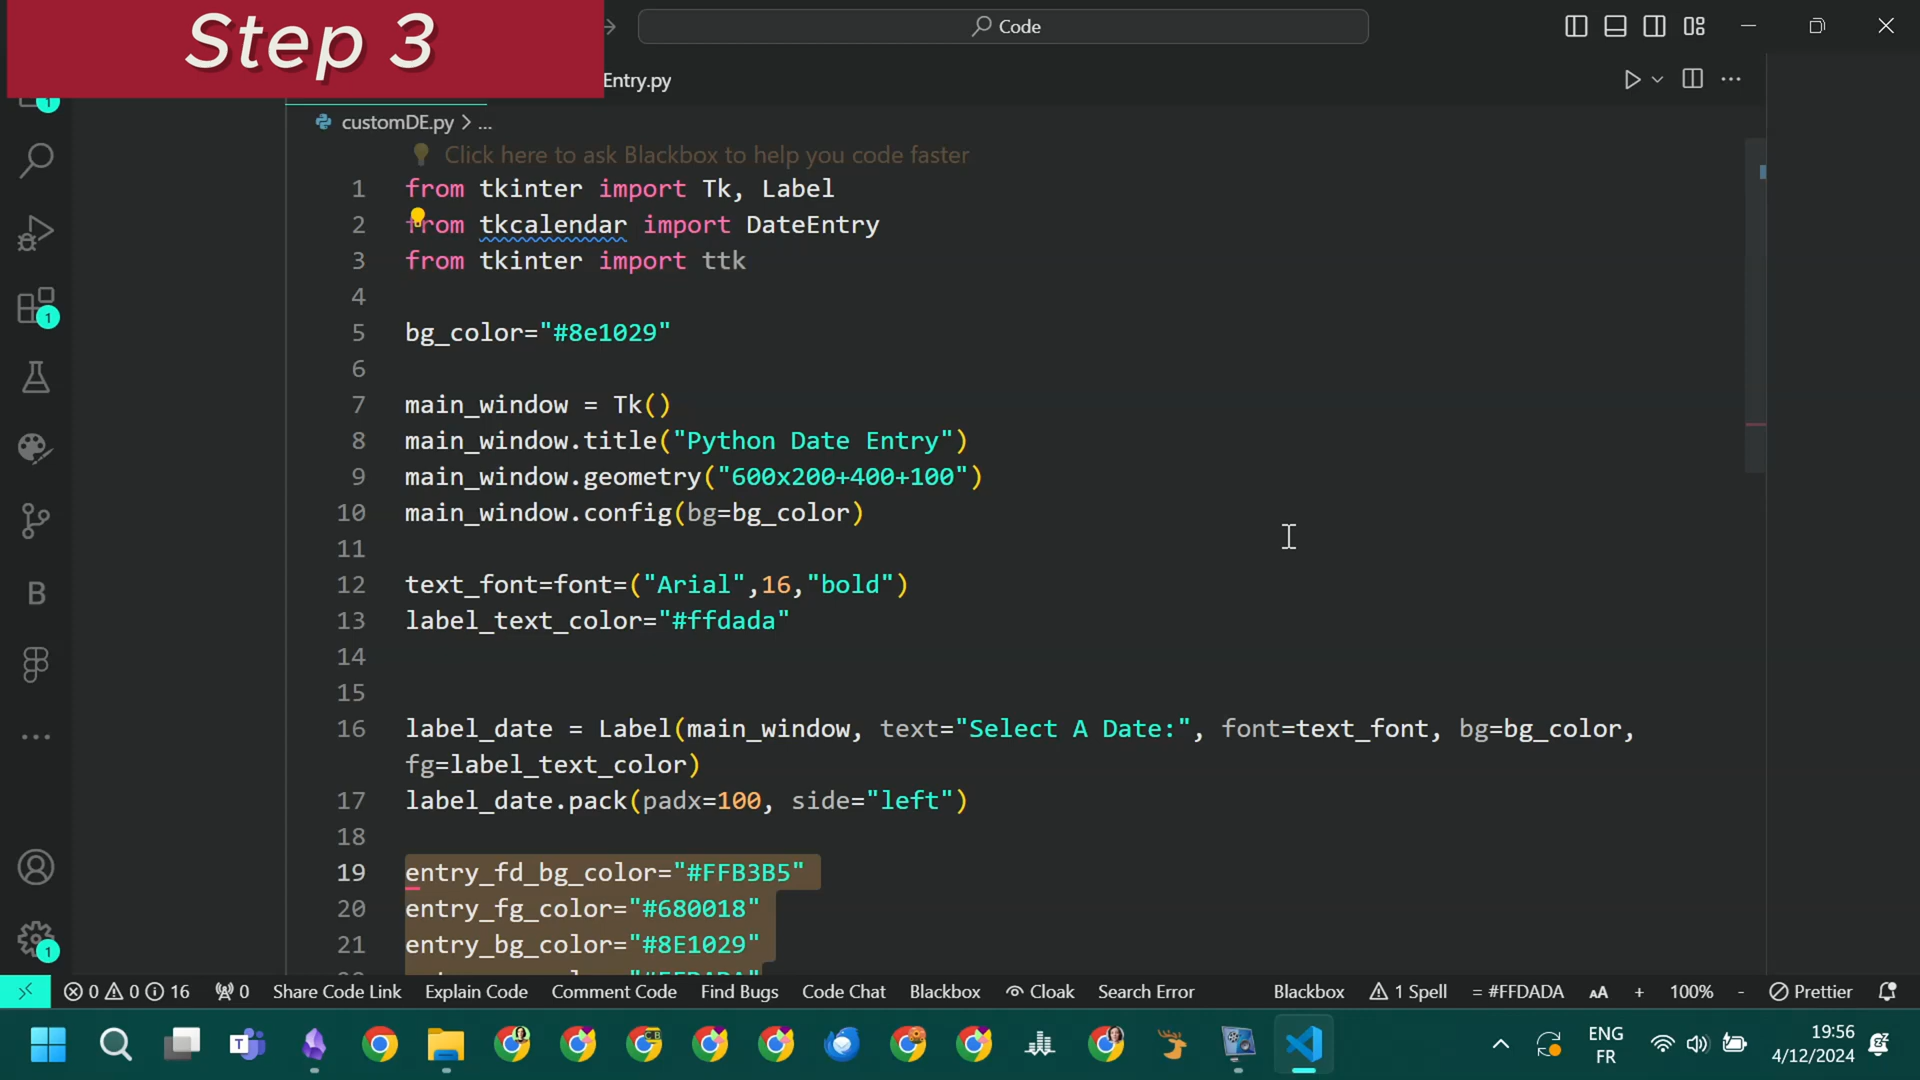 Step 3
Code
Entry.py
customDE.py > ...
Click here to ask Blackbox to help you code faster
1 from tkinter import Tk, Label
2 from tkcalendar import DateEntry
3 from tkinter import ttk
4
5 bg_color="#8e1029"
6
7 main_window = Tk()
8 main_window.title("Python Date Entry")
9 main_window.geometry("600x200+400+100")
10 main_window.config(bg=bg_color)
11
12 text_font=font=("Arial",16,"bold")
13 label_text_color="#ffdada"
14
15
16 label_date = Label(main_window, text="Select A Date:", font=text_font, bg=bg_color,
fg=label_text_color)
17 label_date.pack(padx=100, side="left")
18
19 entry_fd_bg_color="#FFB3B5"
20 entry_fg_color="#680018"
21 entry_bg_color="#8E1029"
1
1
B
1
0 0 16 0 Share Code Link Explain Code Comment Code Find Bugs Code Chat Blackbox Cloak Search Error Blackbox 1 Spell = #FFDADA AA + 100% - Prettier
ENG
FR
19:56
4/12/2024